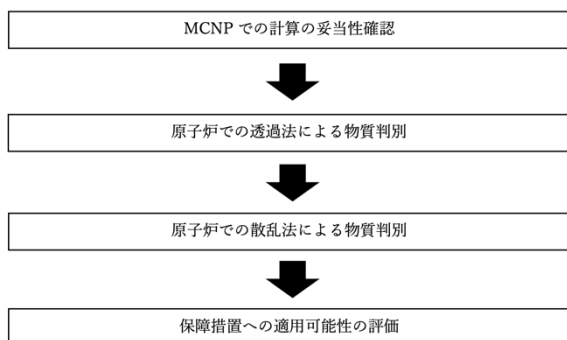 MCNP での計算の妥当性確認
原子炉での透過法による物質判別
原子炉での散乱法による物質判別
保障措置への適用可能性の評価